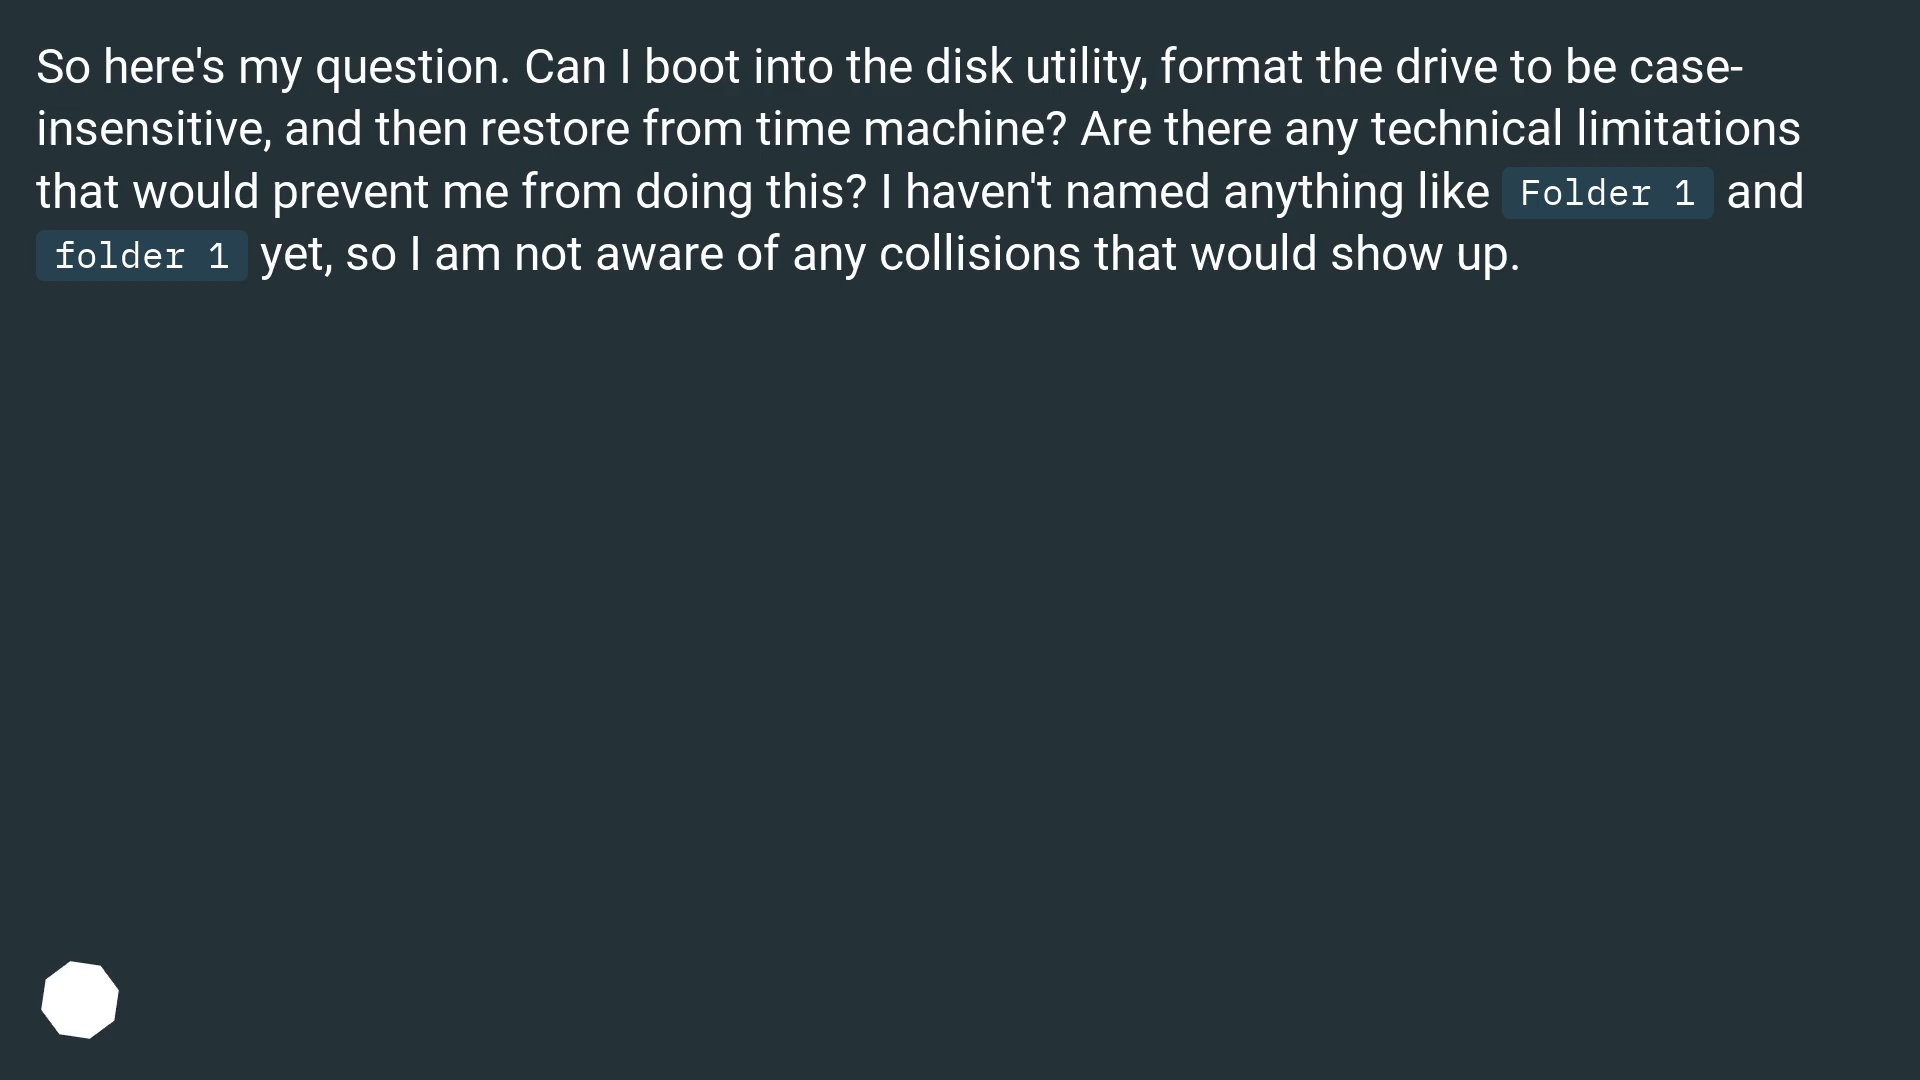 So here's my question. Can I boot into the disk utility, format the drive to be case-
insensitive, and then restore from time machine? Are there any technical limitations
that would prevent me from doing this? I haven't named anything like Folder 1 and
folder 1 yet, so I am not aware of any collisions that would show up.